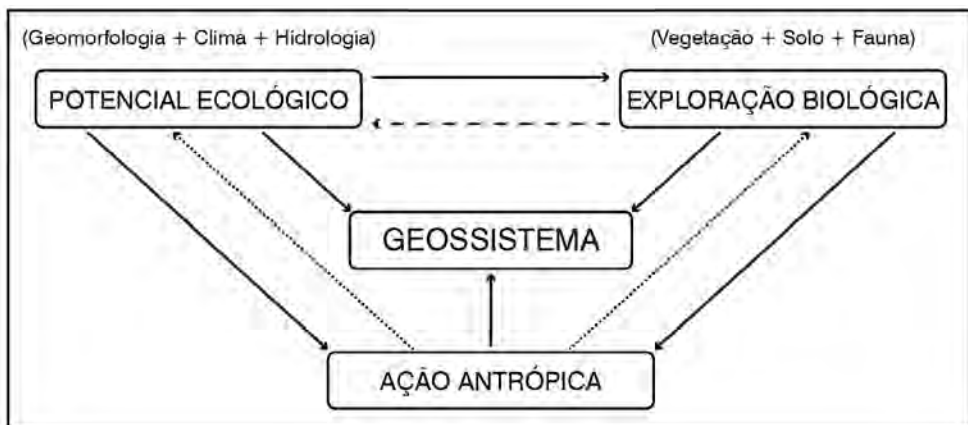 (Geomorfologia + Clima + Hidrologia)
(Vegetação + Solo + Fauna)
POTENCIAL ECOLÓGICO
EXPLORAÇÃO BIOLÓGICA
GEOSSISTEMA
AÇÃO ANTRÓPICA